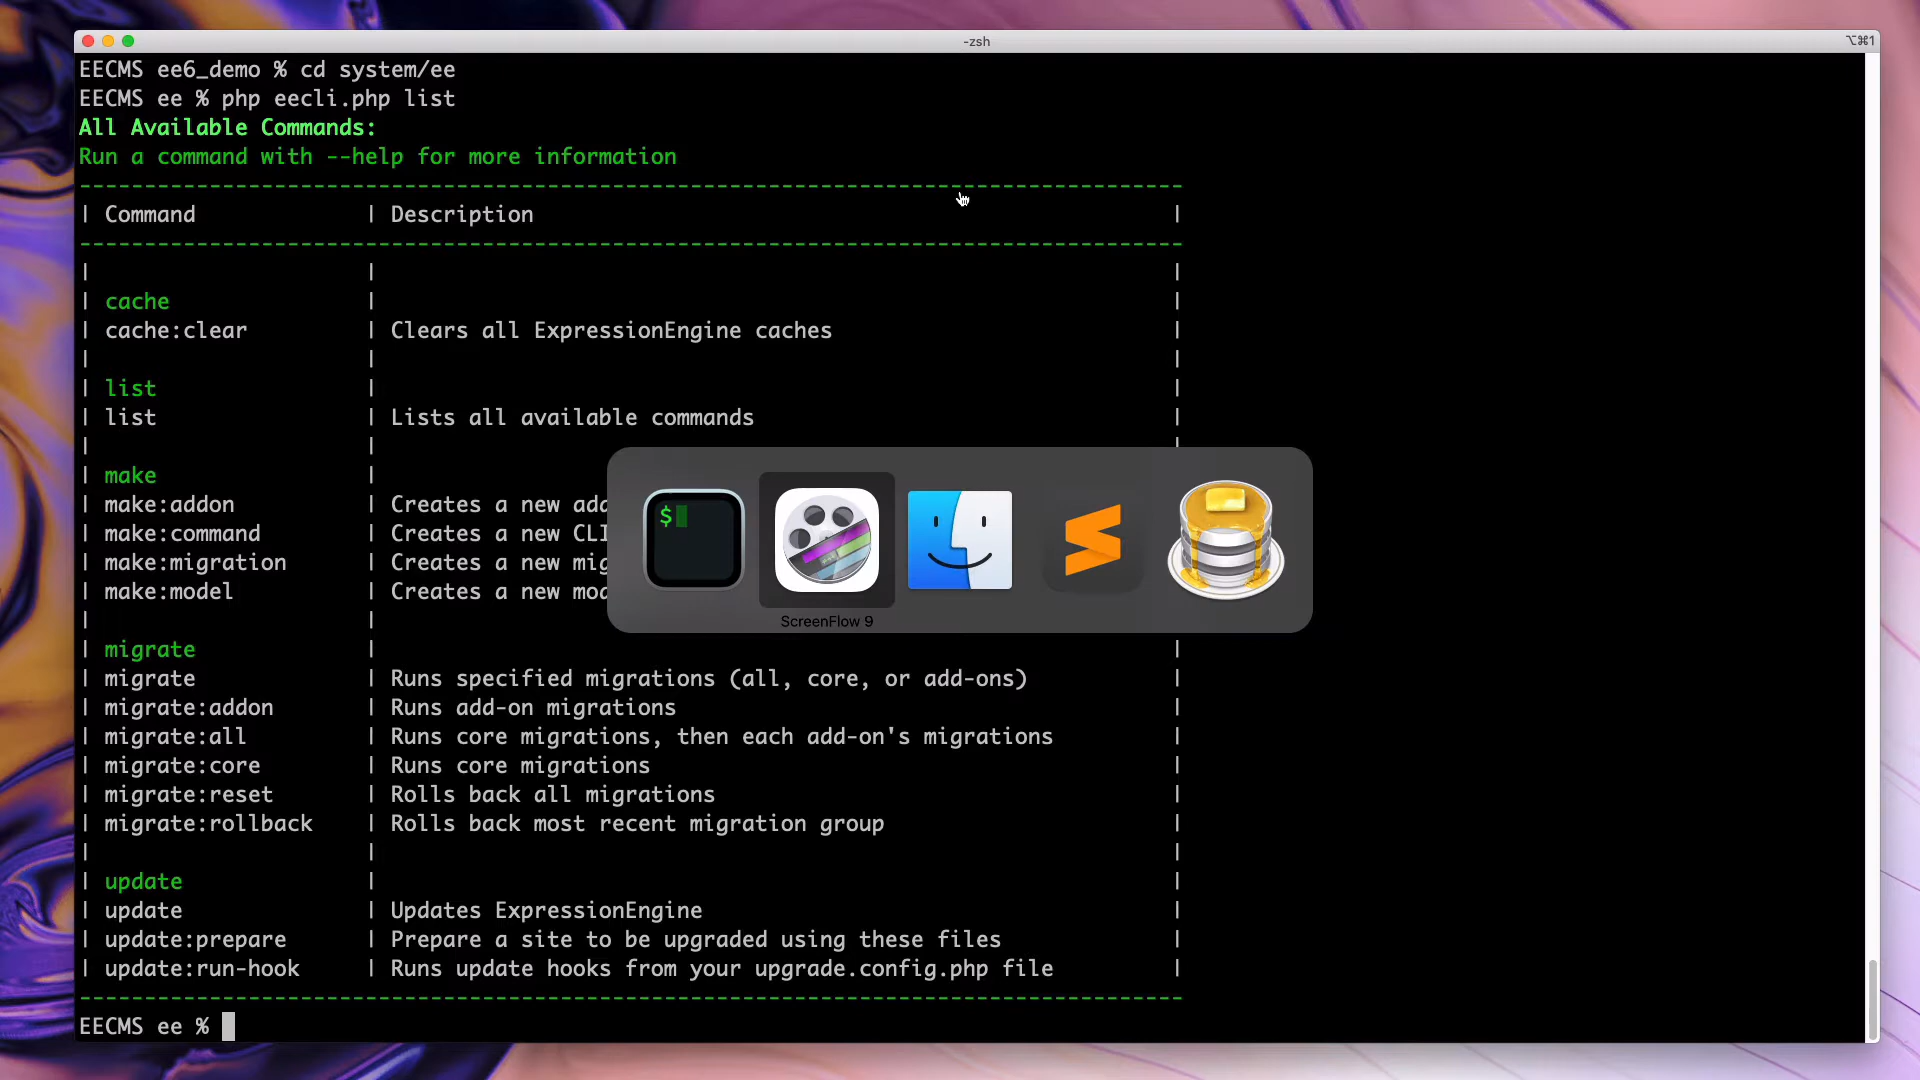 -zsh
⌥⌘1
EECMS ee6_demo % cd system/ee
EECMS ee % php eecli.php list
All Available Commands:
Run a command with --help for more information
| Command | Description |
| cache
| cache:clear | Clears all ExpressionEngine caches |
| list
| list | Lists all available commands |
| make
| make:addon | Creates a new add
| make:command | Creates a new CLI
| make:migration | Creates a new mig
| make:model | Creates a new mod
$
ScreenFlow 9
| migrate
| migrate | Runs specified migrations (all, core, or add-ons) |
| migrate:addon | Runs add-on migrations |
| migrate:all | Runs core migrations, then each add-on's migrations |
| migrate:core | Runs core migrations |
| migrate:reset | Rolls back all migrations |
| migrate:rollback | Rolls back most recent migration group |
| update
| update | Updates ExpressionEngine |
| update:prepare | Prepare a site to be upgraded using these files |
| update:run-hook | Runs update hooks from your upgrade.config.php file |
EECMS ee %